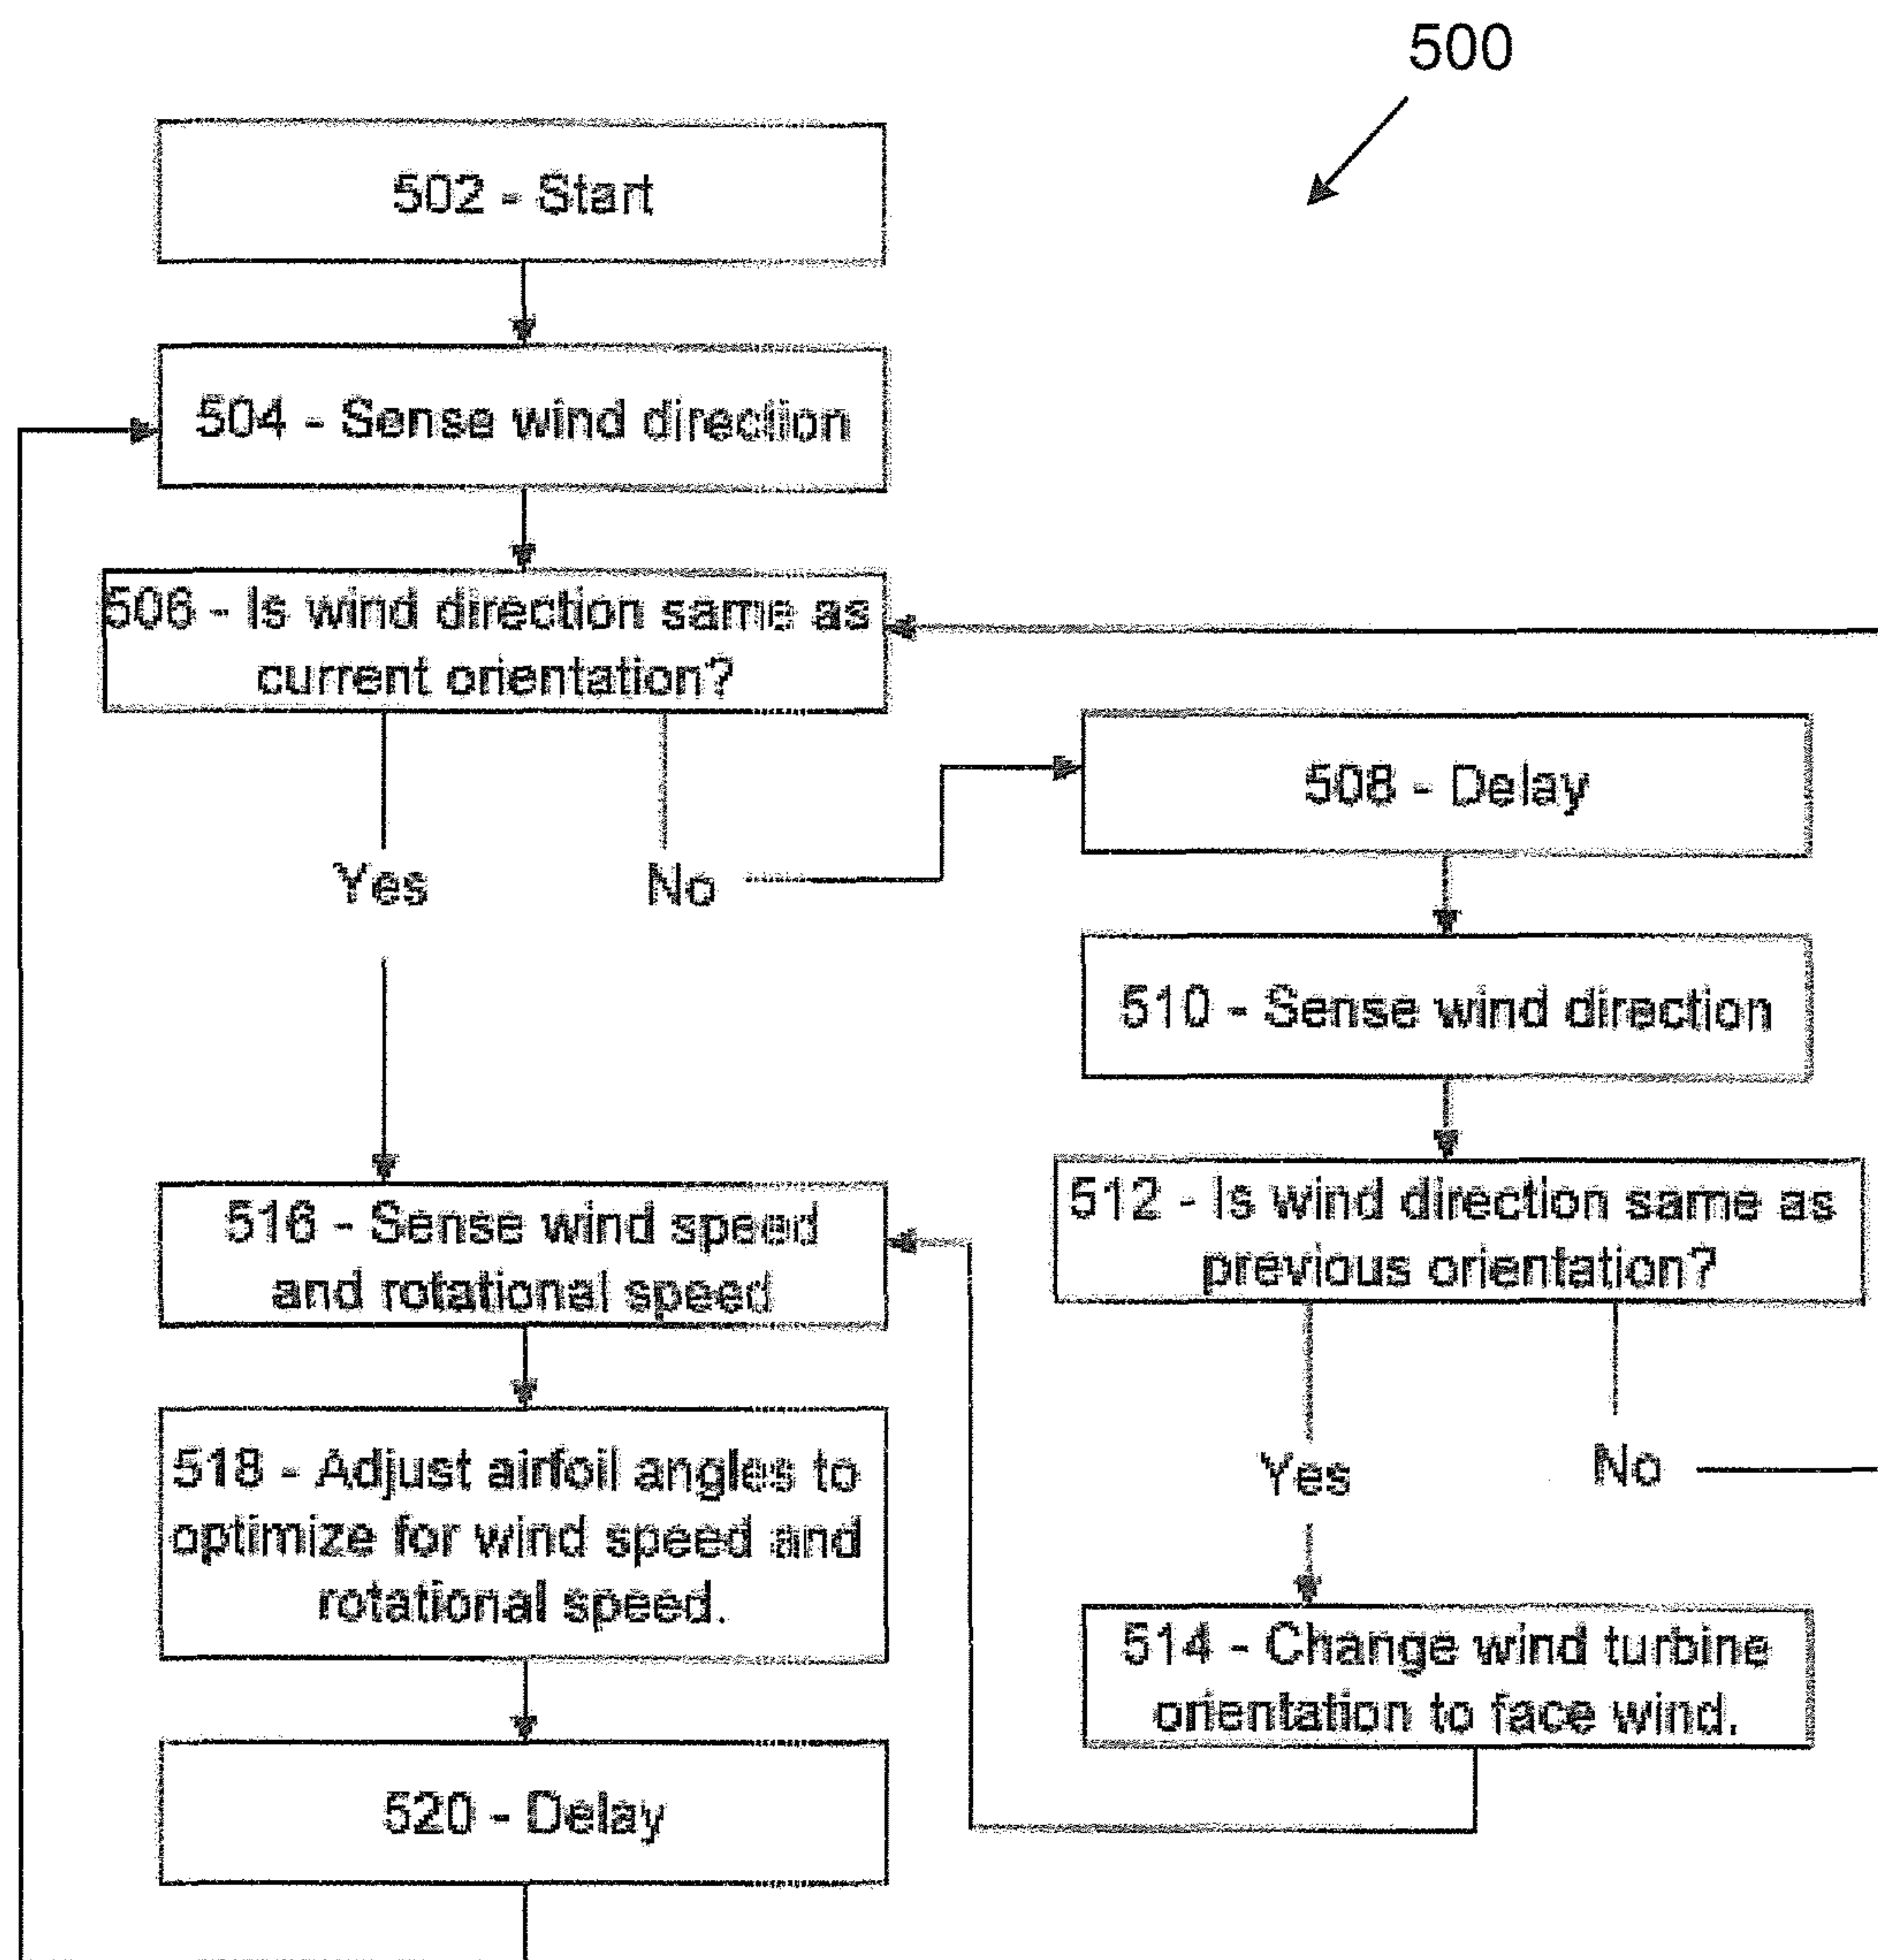 500
502 - Start
504 - Sense wind direction
506 - Is wind direction same as
current orientation?
Yes
No
508 - Delay
510 - Sense wind direction
512 - Is wind direction same as
previous orientation?
Yes
No
514 - Change wind turbine
orientation to face wind.
516 - Sense wind speed
and rotational speed
518 - Adjust airfoil angles to
optimize for wind speed and
rotational speed.
520 - Delay